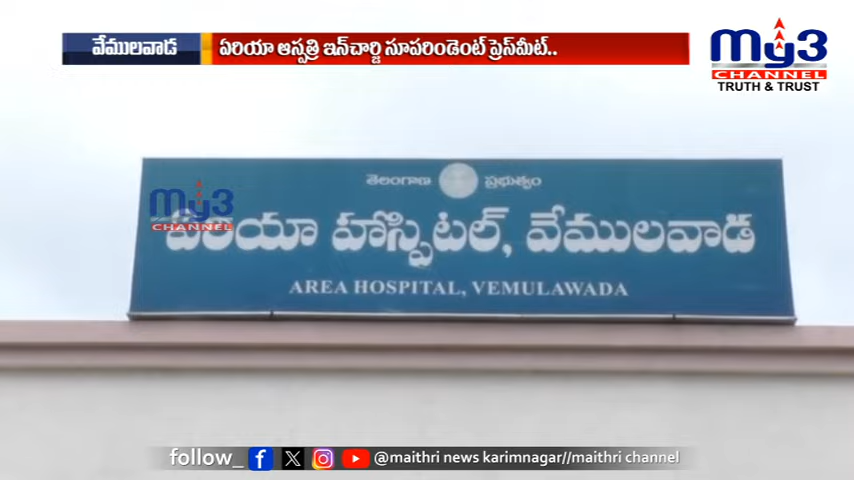 వేములవాడ
ఏరియా ఆస్పత్రి ఇన్‌చార్జి సూపరిండెంట్ ప్రెస్‌మీట్..
my3
CHANNEL
TRUTH & TRUST
తెలంగాణ ప్రభుత్వం
my3
CHANNEL
ఏరియా హాస్పిటల్, వేములవాడ
AREA HOSPITAL, VEMULAWADA
follow_ @maithri news karimnagar//maithri channel